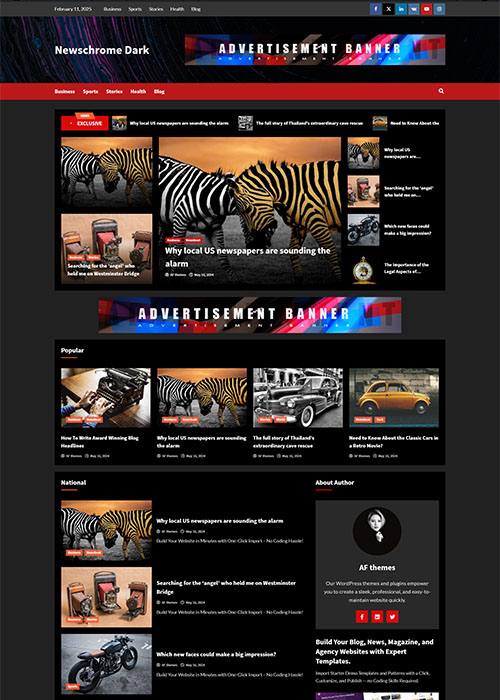 February 11, 2025
Business Sports Stories Health Blog
Newschrome Dark
ADVERTISEMENT BANNER
ADVERTISEMENT BANNER
Business Sports Stories Health Blog
NEWS
EXCLUSIVE
Why local US newspapers are sounding the alarm
The full story of Thailand's extraordinary cave rescue
Need to Know About the
Business Newsbeat
Why local US newspapers are sounding the
alarm
AF themes May 16, 2024
Business Stories
Searching for the 'angel' who
held me on Westminster Bridge
Why local US
newspapers are...
Searching for the 'angel'
who held me on...
Which new faces could
make a big impression?
The importance of the
Legal Aspects of...
ADVERTISEMENT BANNER
ADVERTISEMENT BANNER
Popular
Business Newsbeat
How To Write Award Winning Blog
Headlines
AF themes May 16, 2024
Business Newsbeat
Why local US newspapers are sounding the
alarm
AF themes May 16, 2024
Stories
The full story of Thailand's
extraordinary cave rescue
AF themes May 16, 2024
Newsbeat Tech
Need to Know About the Classic Cars in
a Retro Movie?
AF themes May 16, 2024
National
Business Newsbeat
Why local US newspapers are sounding the alarm
AF themes May 16, 2024
Build Your Website in Minutes with One-Click Import – No Coding Hassle!
Business Stories
Searching for the 'angel' who held me on Westminster
Bridge
AF themes May 16, 2024
Build Your Website in Minutes with One-Click Import – No Coding Hassle!
Sports
Which new faces could make a big impression?
AF themes May 16, 2024
Build Your Website in Minutes with One-Click Import – No Coding Hassle!
About Author
AF themes
Our WordPress themes and plugins empower
you to create a sleek, professional, and easy-to-
maintain website quickly.
Build Your Blog, News, Magazine, and
Agency Websites with Expert
Templates.
Import Starter Demo Templates and Patterns with a Click,
Customize, and Publish — no Coding Skills Required.